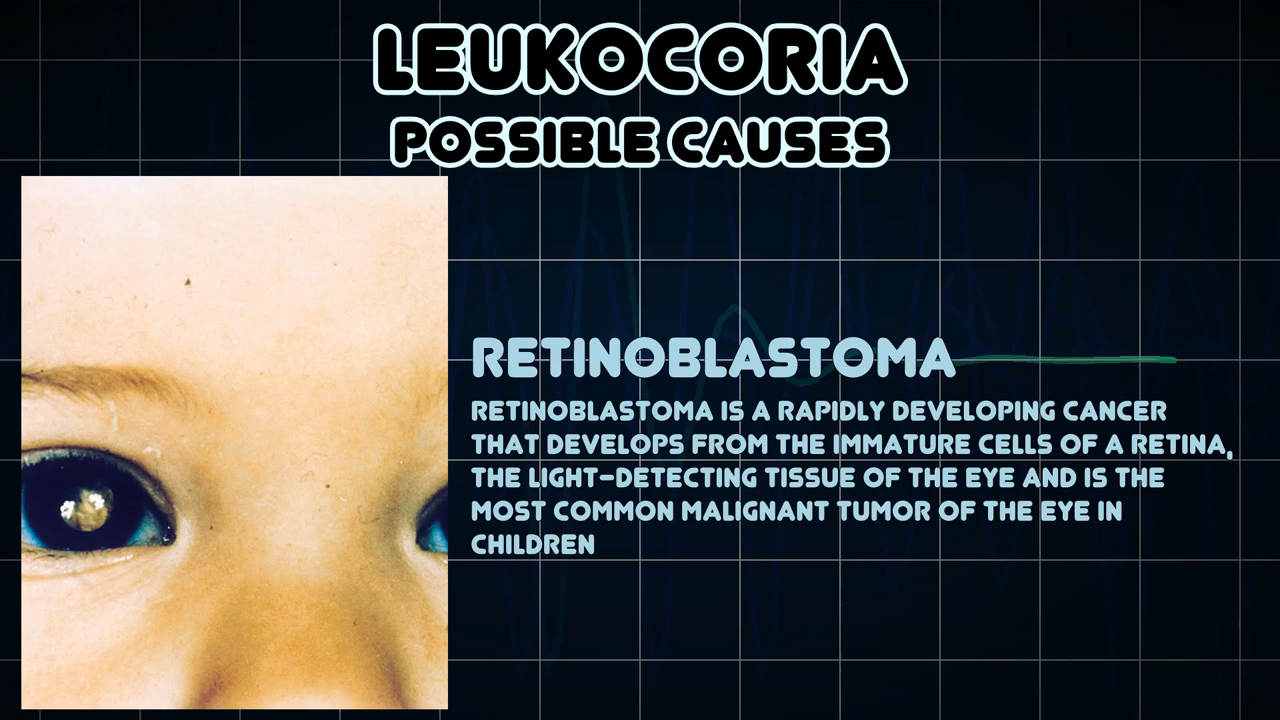 LEUKOCORIA
POSSIBLE CAUSES
RETINOBLASTOMA
RETINOBLASTOMA IS A RAPIDLY DEVELOPING CANCER
THAT DEVELOPS FROM THE IMMATURE CELLS OF A RETINA,
THE LIGHT-DETECTING TISSUE OF THE EYE AND IS THE
MOST COMMON MALIGNANT TUMOR OF THE EYE IN
CHILDREN